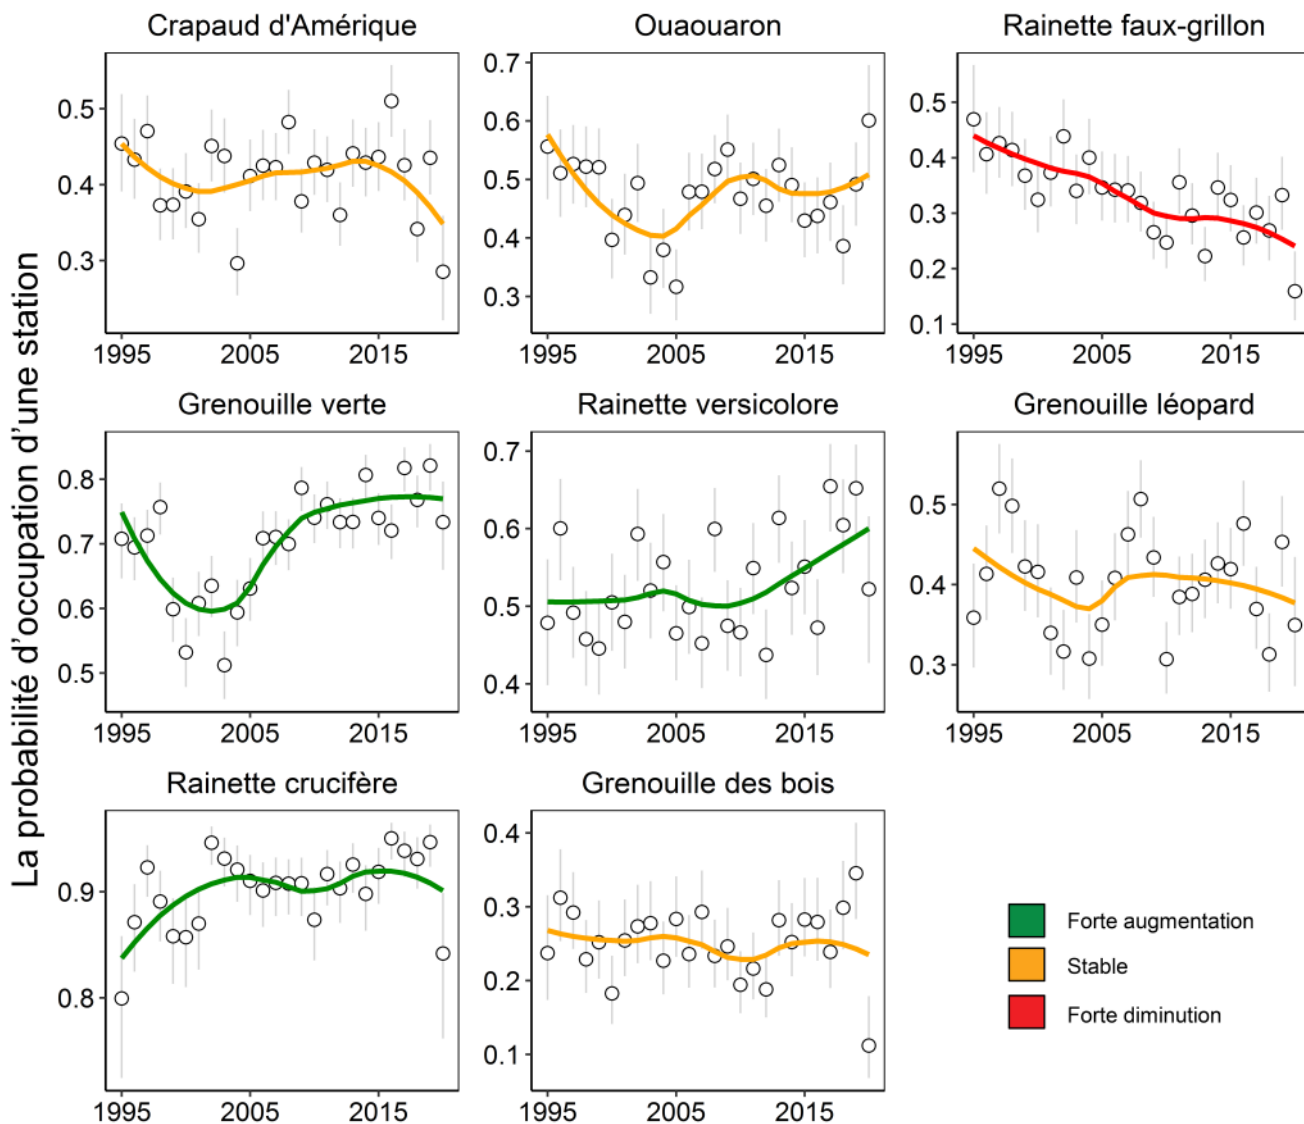 Crapaud d'Amérique
Ouaouaron
Rainette faux-grillon
La probabilité d’occupation d’une station
0.5
0.4
0.3
1995 2005 2015
0.7
0.6
0.5
0.4
0.3
1995 2005 2015
0.5
0.4
0.3
0.2
0.1
1995 2005 2015
Grenouille verte
Rainette versicolore
Grenouille léopard
0.8
0.7
0.6
0.5
1995 2005 2015
0.7
0.6
0.5
0.4
1995 2005 2015
0.5
0.4
0.3
1995 2005 2015
Rainette crucifère
Grenouille des bois
0.9
0.8
1995 2005 2015
0.4
0.3
0.2
0.1
1995 2005 2015
Forte augmentation
Stable
Forte diminution